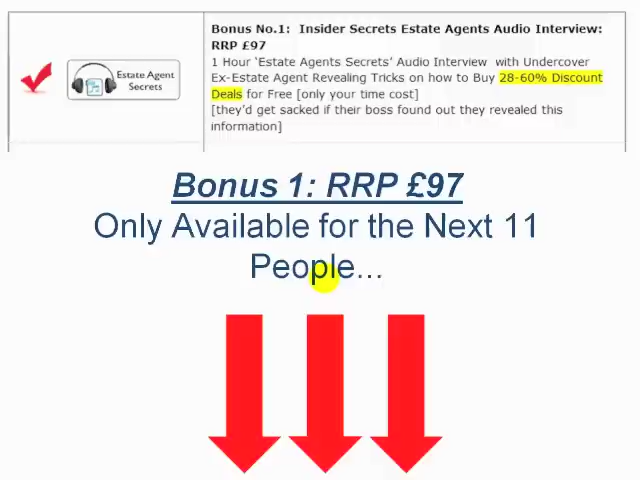 Bonus No.1: Insider Secrets Estate Agents Audio Interview:
RRP £97
1 Hour ‘Estate Agents Secrets’ Audio Interview with Undercover
Ex-Estate Agent Revealing Tricks on how to Buy 28-60% Discount
Deals for Free [only your time cost]
[they’d get sacked if their boss found out they revealed this
information]
Estate Agent
Secrets
Bonus 1: RRP £97
Only Available for the Next 11
People...